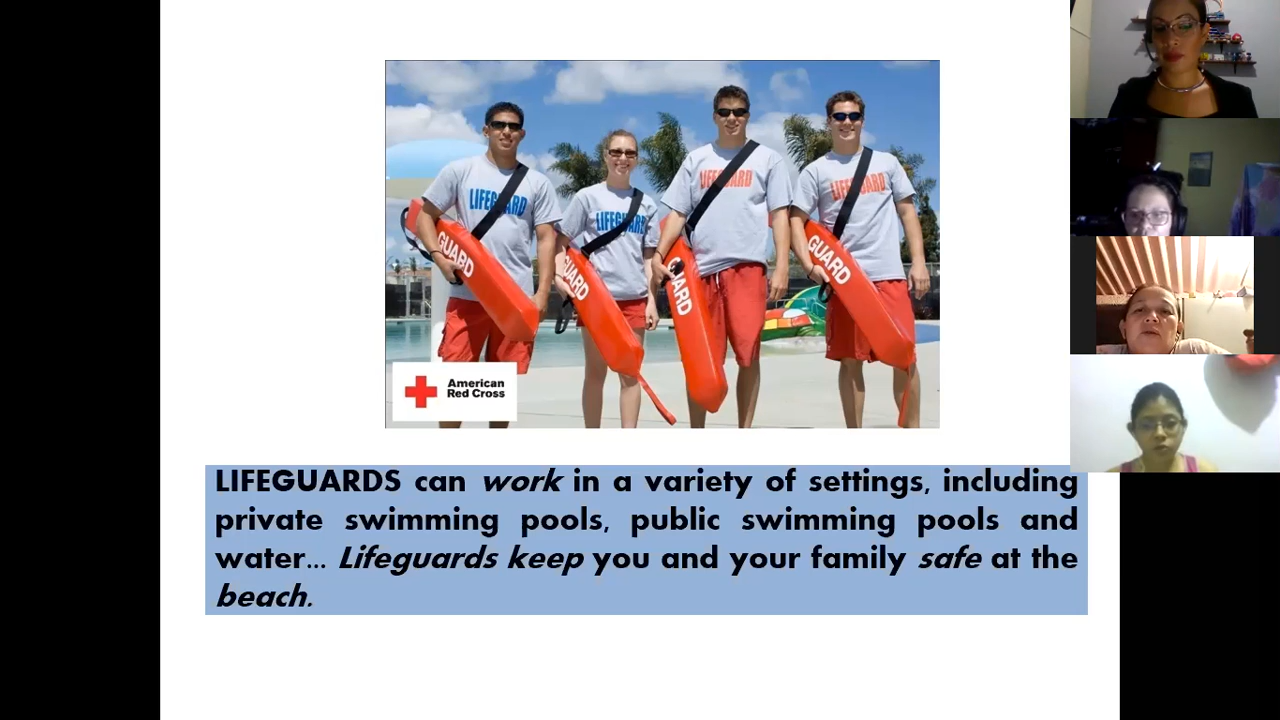 LIFEGUARD
LIFEGUARD
LIFEGUARD
LIFEGUARD
GUARD
GUARD
GUARD
GUARD
American
Red Cross
LIFEGUARDS can work in a variety of settings, including
private swimming pools, public swimming pools and
water... Lifeguards keep you and your family safe at the
beach.